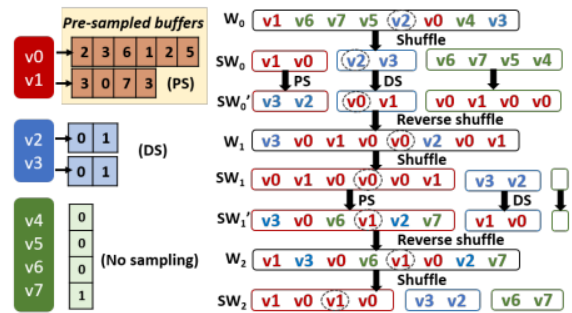 Pre-sampled buffers
v0
v1
2 3 6 1 2 5
3 0 7 3 (PS)
v2
v3
0 1
0 1
(DS)
v4
v5
v6
v7
0
0
0
1
(No sampling)
W0 v1 v6 v7 v5 v2 v0 v4 v3
Shuffle
SW0 v1 v0 v2 v3 v6 v7 v5 v4
PS DS
SW0' v3 v2 v0 v1 v0 v1 v0 v0
Reverse shuffle
W1 v3 v0 v1 v0 v0 v2 v0 v1
Shuffle
SW1 v0 v1 v0 v0 v0 v1 v3 v2
PS DS
SW1' v3 v0 v6 v1 v2 v7 v1 v0
Reverse shuffle
W2 v1 v3 v0 v6 v1 v0 v2 v7
Shuffle
SW2 v1 v0 v1 v0 v3 v2 v6 v7